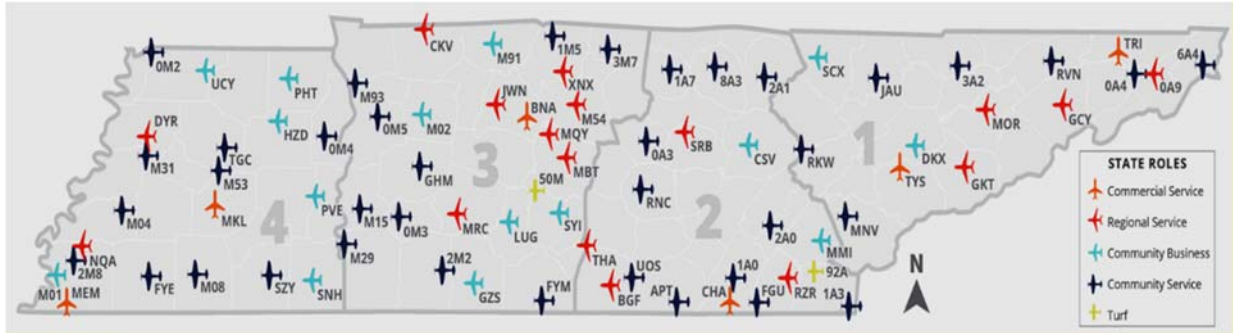 CKV
1M5
3M7
M91
0M2
UCY
PHT
M93
XNX
1A7
8A3
2A1
SCX
JAU
3A2
RVN
TRI
6A4
0A4
0A9
DYR
HZD
0M5
M02
JWN
BNA
M54
MOR
GCY
M31
TGC
0M4
3
MQY
0A3
SRB
CSV
RKW
1
DKX
M53
GHM
MBT
TYS
GKT
50M
RNC
M04
MKL
4
PVE
M15
0M3
MRC
LUG
SYI
2
2A0
MNV
NQA
2M8
M29
THA
MMI
M01
MEM
FYE
M08
SZY
SNH
2M2
GZS
FYM
BGF
UOS
APT
1A0
CHA
FGU
RZR
92A
1A3
N
STATE ROLES
Commercial Service
Regional Service
Community Business
Community Service
Turf